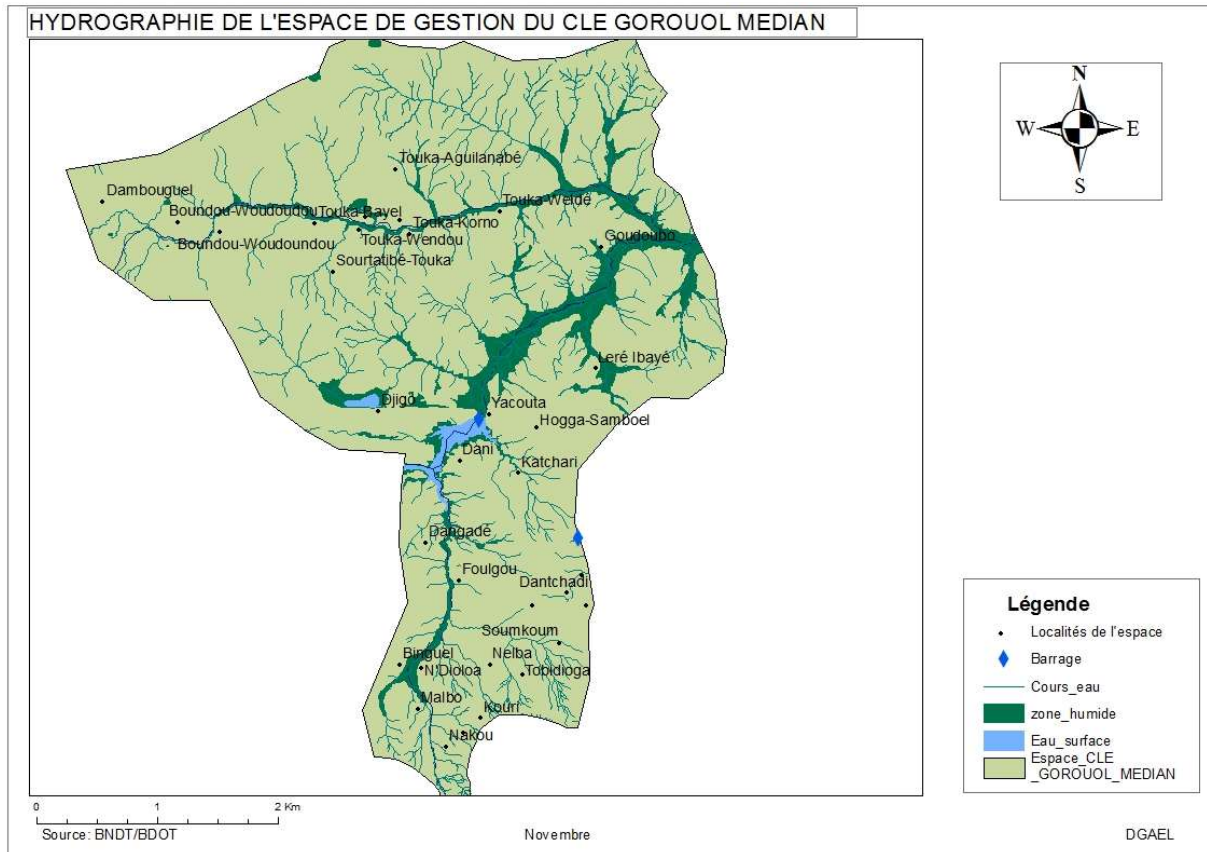 HYDROGRAPHIE DE L'ESPACE DE GESTION DU CLE GOROUOL MEDIAN
N
W E
S
Touka-Aguilanabé
Dambouguel
Touka-Welde
Boundou-Woudoudou
Touka-Bayel
Touka-Korno
Touka-Wendou
Boundou-Woudoundou
Goudoubo
Sourtatibé-Touka
Leré Ibayé
Djigo
Yacouta
Hogga-Samboel
Dani
Katchari
Dangadé
Foulgou
Dantchadi
Soumkoum
Binguel
Nelba
N'Dioloa
Tobidioga
Malbo
Kouri
Nakou
Légende
Localités de l'espace
Barrage
Cours_eau
zone_humide
Eau_surface
Espace_CLE
_GOROUOL_MEDIAN
0 1 2 Km
Source: BNDT/BDOT
Novembre
DGAEL